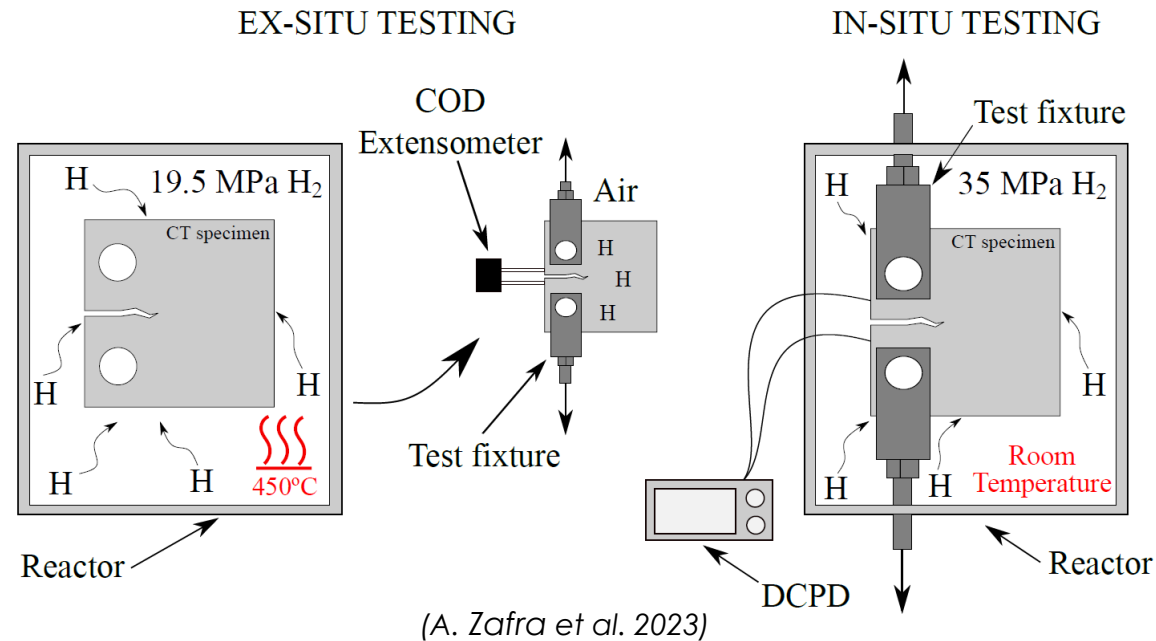 EX-SITU TESTING
IN-SITU TESTING
H
19.5 MPa H₂
CT specimen
H
H
H
H
450ºC
Reactor
COD
Extensometer
Air
H
H
H
Test fixture
Test fixture
H
35 MPa H₂
CT specimen
H
H
H
Room
Temperature
Reactor
DCPD
(A. Zafra et al. 2023)